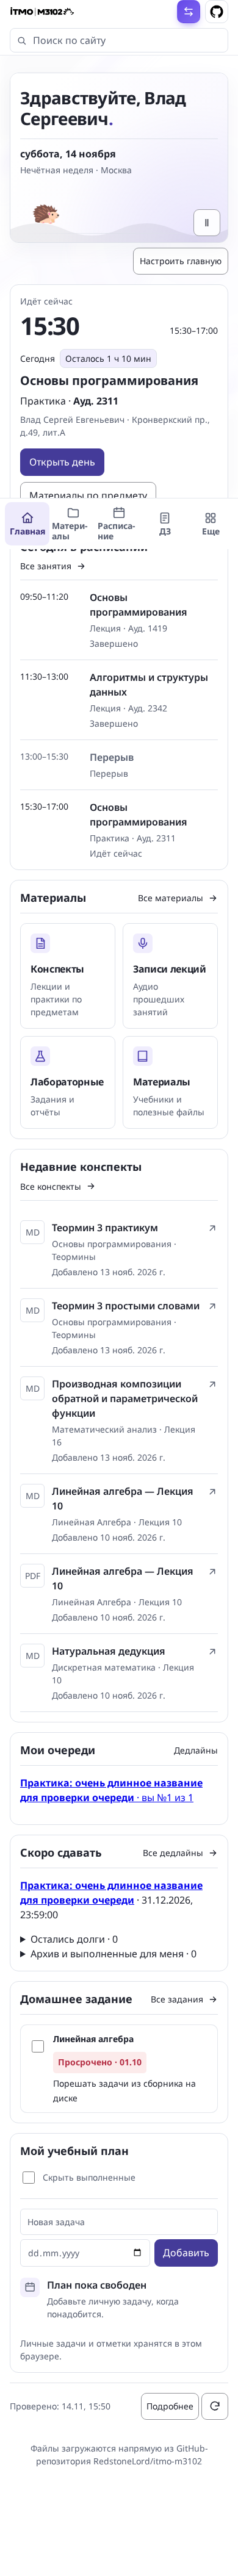 ITMO | M3102
Поиск по сайту
Здравствуйте, Влад
Сергеевич.
суббота, 14 ноября
Нечётная неделя · Москва
Настроить главную
Идёт сейчас
15:30
15:30–17:00
Сегодня
Осталось 1 ч 10 мин
Основы программирования
Практика · Ауд. 2311
Влад Сергей Евгеньевич · Кронверкский пр.,
д.49, лит.А
Открыть день
Материалы по предмету
Главная
Матери-
алы
Расписа-
ние
ДЗ
Еще
Сегодня в расписании
Все занятия →
09:50–11:20
Основы
программирования
Лекция · Ауд. 1419
Завершено
11:30–13:00
Алгоритмы и структуры
данных
Лекция · Ауд. 2342
Завершено
13:00–15:30
Перерыв
Перерыв
15:30–17:00
Основы
программирования
Практика · Ауд. 2311
Идёт сейчас
Материалы
Все материалы →
Конспекты
Лекции и
практики по
предметам
Записи лекций
Аудио
прошедших
занятий
Лабораторные
Задания и
отчёты
Материалы
Учебники и
полезные файлы
Недавние конспекты
Все конспекты →
MD
Теормин 3 практикум
Основы программирования ·
Теормины
Добавлено 13 нояб. 2026 г.
MD
Теормин 3 простыми словами
Основы программирования ·
Теормины
Добавлено 13 нояб. 2026 г.
MD
Производная композиции
обратной и параметрической
функции
Математический анализ · Лекция
16
Добавлено 13 нояб. 2026 г.
MD
Линейная алгебра — Лекция
10
Линейная Алгебра · Лекция 10
Добавлено 10 нояб. 2026 г.
PDF
Линейная алгебра — Лекция
10
Линейная Алгебра · Лекция 10
Добавлено 10 нояб. 2026 г.
MD
Натуральная дедукция
Дискретная математика · Лекция
10
Добавлено 10 нояб. 2026 г.
Мои очереди
Дедлайны
Практика: очень длинное название
для проверки очереди · вы №1 из 1
Скоро сдавать
Все дедлайны →
Практика: очень длинное название
для проверки очереди · 31.12.2026,
23:59:00
Остались долги · 0
Архив и выполненные для меня · 0
Домашнее задание
Все задания →
Линейная алгебра
Просрочено · 01.10
Порешать задачи из сборника на
диске
Мой учебный план
Скрыть выполненные
Новая задача
дд.mm.yyyy
Добавить
План пока свободен
Добавьте личную задачу, когда
понадобится.
Личные задачи и отметки хранятся в этом
браузере.
Проверено: 14.11, 15:50
Подробнее
Файлы загружаются напрямую из GitHub-
репозитория RedstoneLord/itmo-m3102